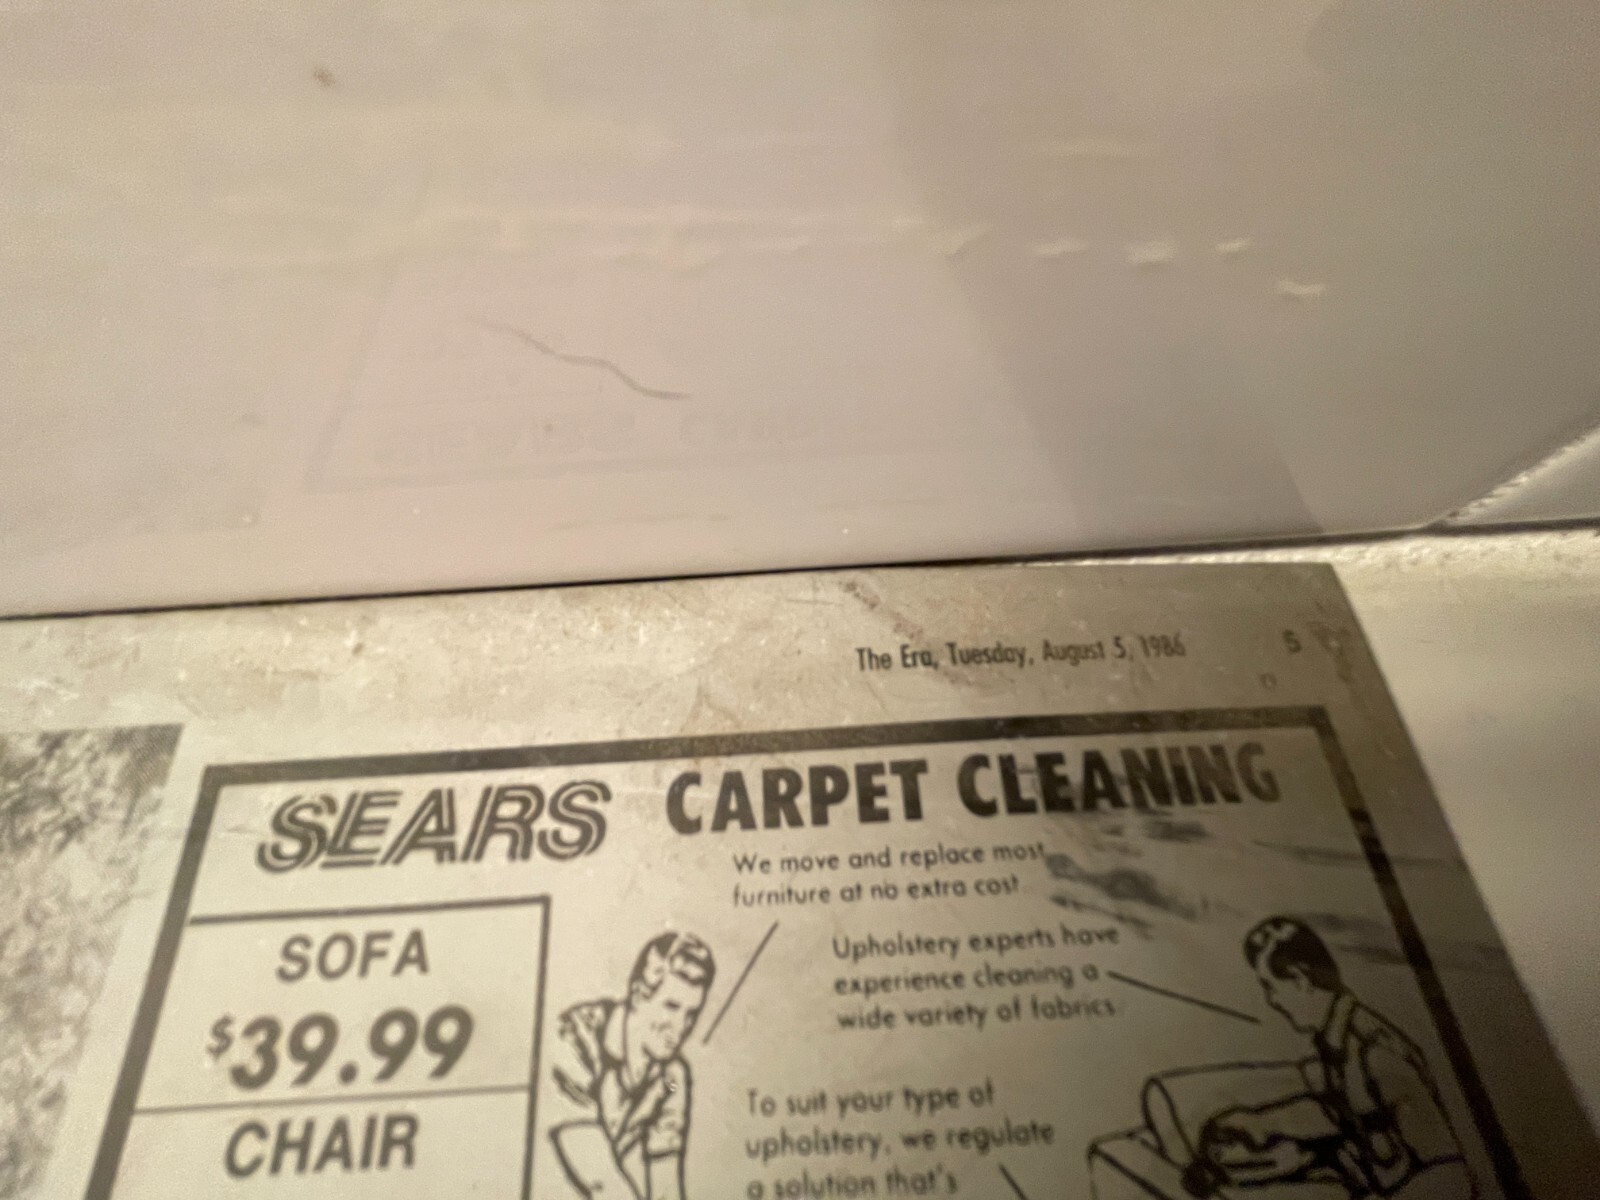 The Era, Tuesday, August 5, 1986 5
SEARS CARPET CLEANING
We move and replace most
furniture at no extra cost.
SOFA
$39.99
CHAIR
Upholstery experts have
experience cleaning a
wide variety of fabrics.
To suit your type of
upholstery, we regulate
a solution that's